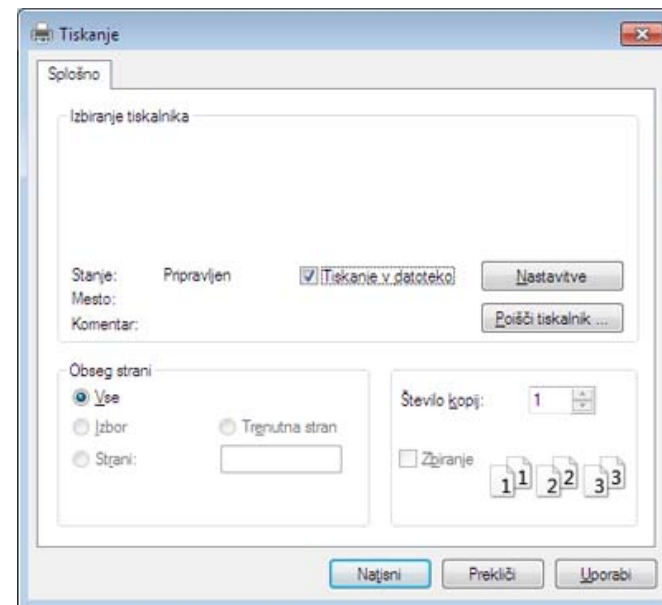 Tiskanje
Splošno
Izbiranje tiskalnika
Stanje: Pripravljen Tiskanje v datoteko Nastavitve
Mesto:
Komentar: Poišči tiskalnik ...
Obseg strani
Vse
Izbor Trenutna stran
Strani:
Število kopij: 1
Zbiranje
1 1 2 2 3 3
Natisni Prekliči Uporabi